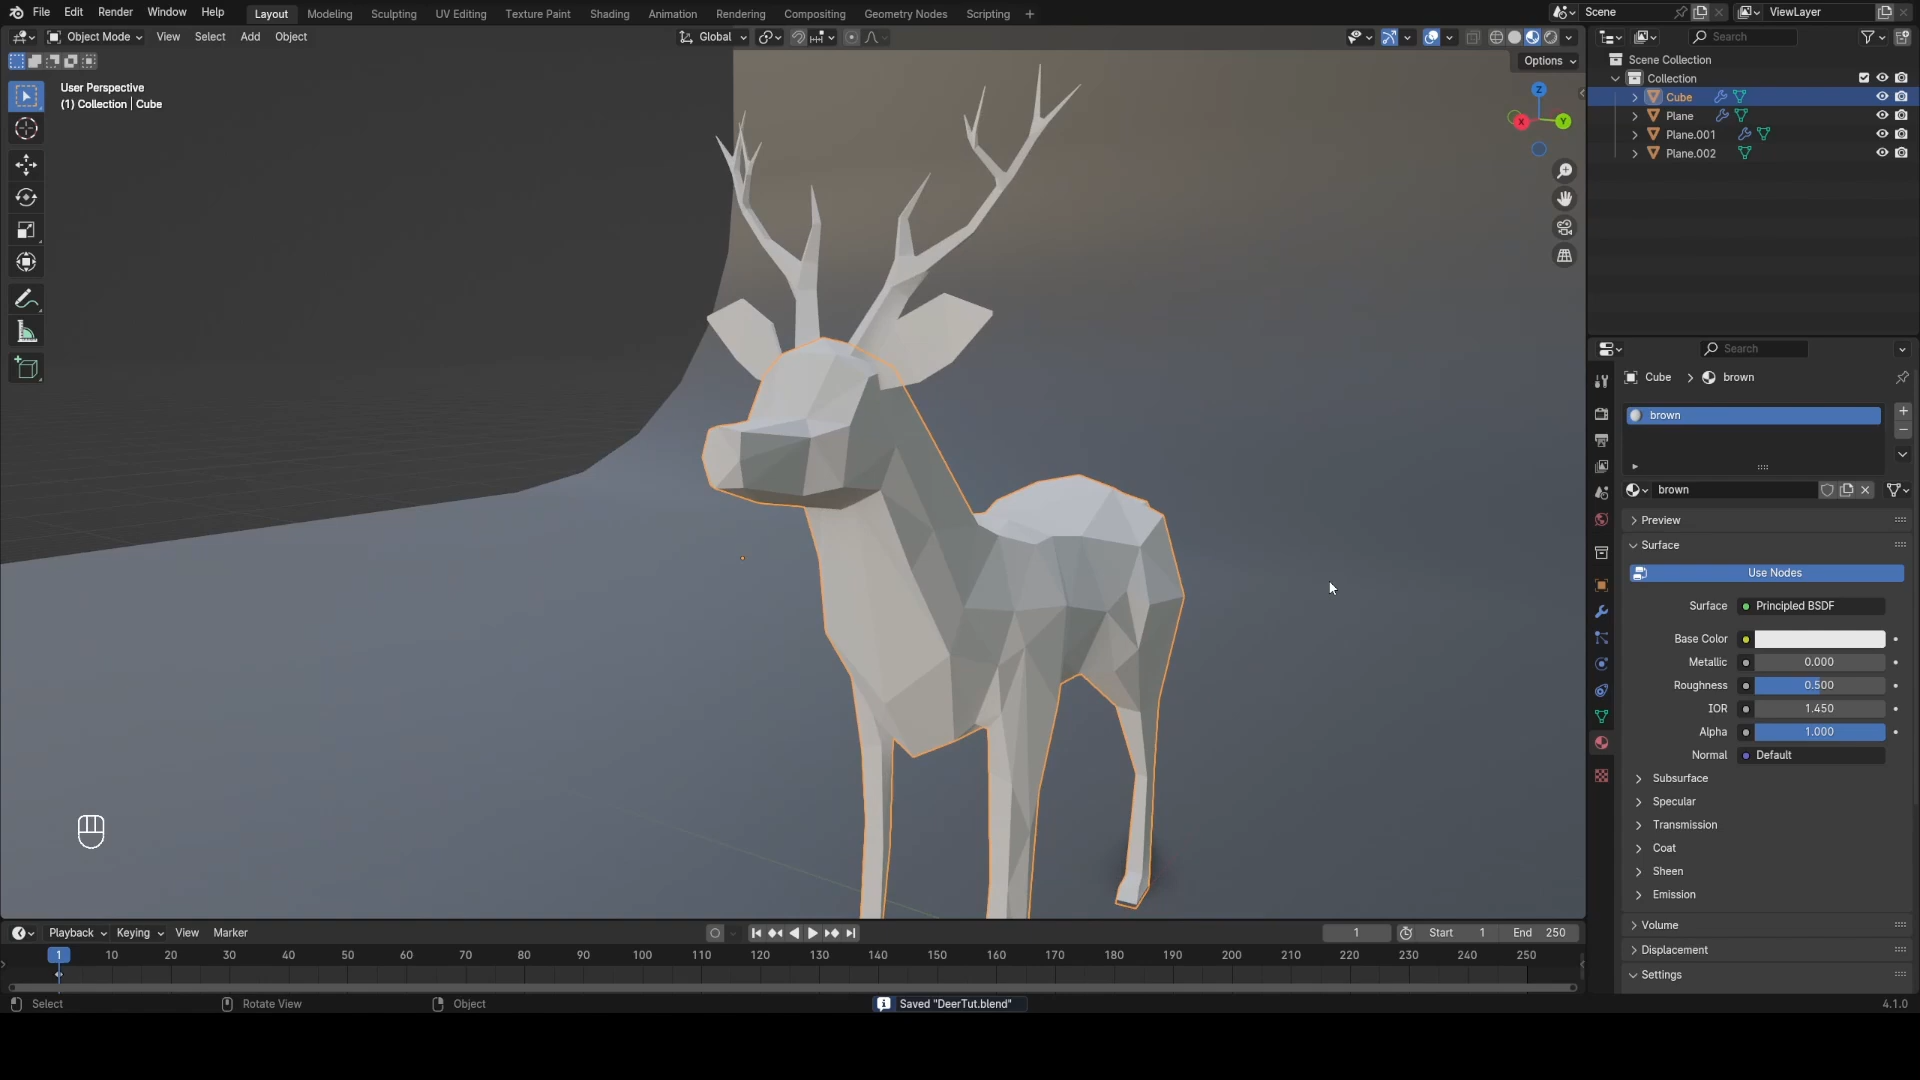 File Edit Render Window Help Layout Modeling Sculpting UV Editing Texture Paint Shading Animation Rendering Compositing Geometry Nodes Scripting + Scene ViewLayer
Object Mode View Select Add Object Global Search
Options
User Perspective
(1) Collection | Cube
Z
X Y
Scene Collection
Collection
Cube
Plane
Plane.001
Plane.002
Search
Cube > brown
brown
brown
Preview
Surface
Use Nodes
Surface Principled BSDF
Base Color
Metallic 0.000
Roughness 0.500
IOR 1.450
Alpha 1.000
Normal Default
Subsurface
Specular
Transmission
Coat
Sheen
Emission
Volume
Displacement
Settings
Playback Keying View Marker 1 Start 1 End 250
1 10 20 30 40 50 60 70 80 90 100 110 120 130 140 150 160 170 180 190 200 210 220 230 240 250
Select Rotate View Object Saved "DeerTut.blend" 4.1.0